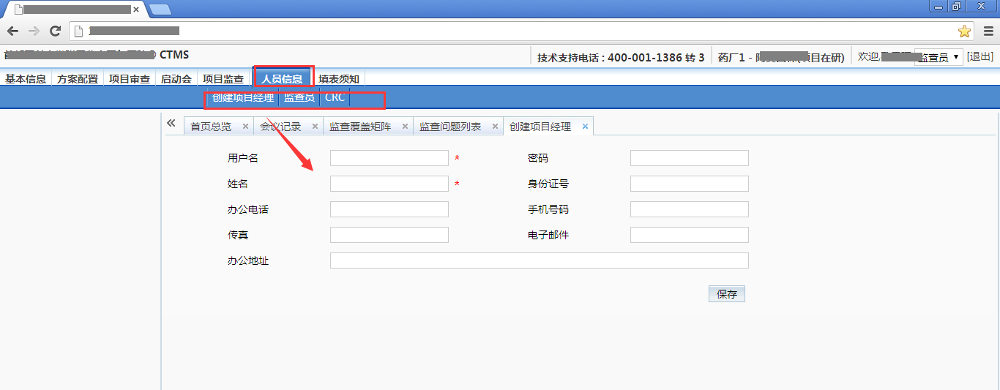 CTMS
技术支持电话 : 400-001-1386 转 3
药厂1 -
(项目在研)
欢迎,
监查员
[退出]
基本信息 方案配置 项目审查 启动会 项目监查 人员信息 填表须知
创建项目经理 监查员 CRC
首页总览 会议记录 监查覆盖矩阵 监查问题列表 创建项目经理
用户名 * 密码
姓名 * 身份证号
办公电话 手机号码
传真 电子邮件
办公地址
保存